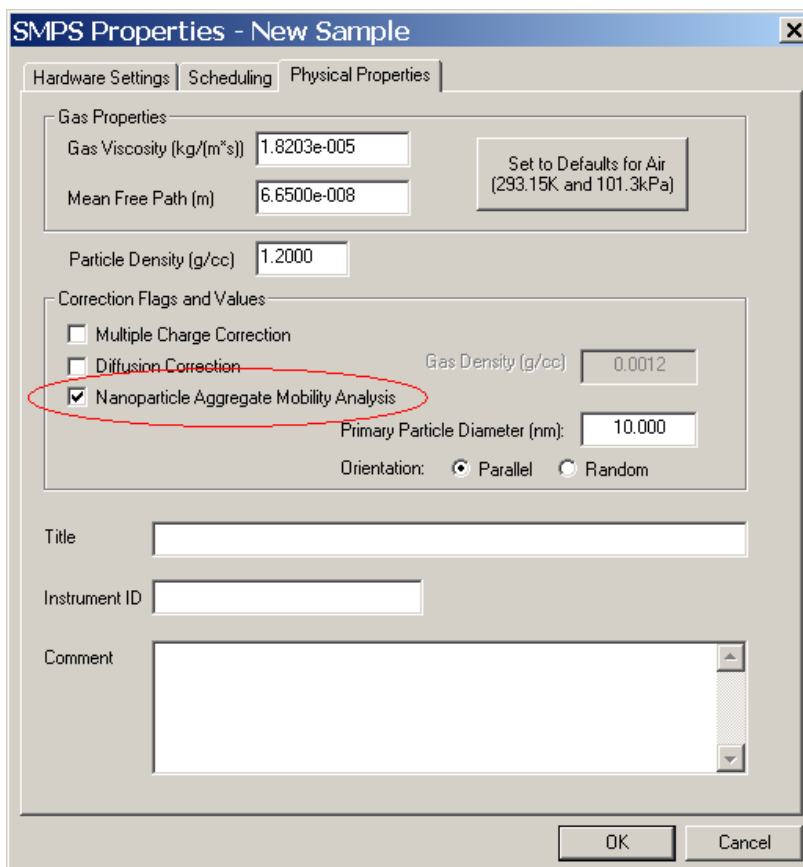 SMPS Properties - New Sample
Hardware Settings Scheduling Physical Properties
Gas Properties
Gas Viscosity (kg/(m*s)) 1.8203e-005
Set to Defaults for Air
(293.15K and 101.3kPa)
Mean Free Path (m) 6.6500e-008
Particle Density (g/cc) 1.2000
Correction Flags and Values
Multiple Charge Correction
Diffusion Correction Gas Density (g/cc) 0.0012
Nanoparticle Aggregate Mobility Analysis
Primary Particle Diameter (nm): 10.000
Orientation: Parallel Random
Title
Instrument ID
Comment
OK Cancel